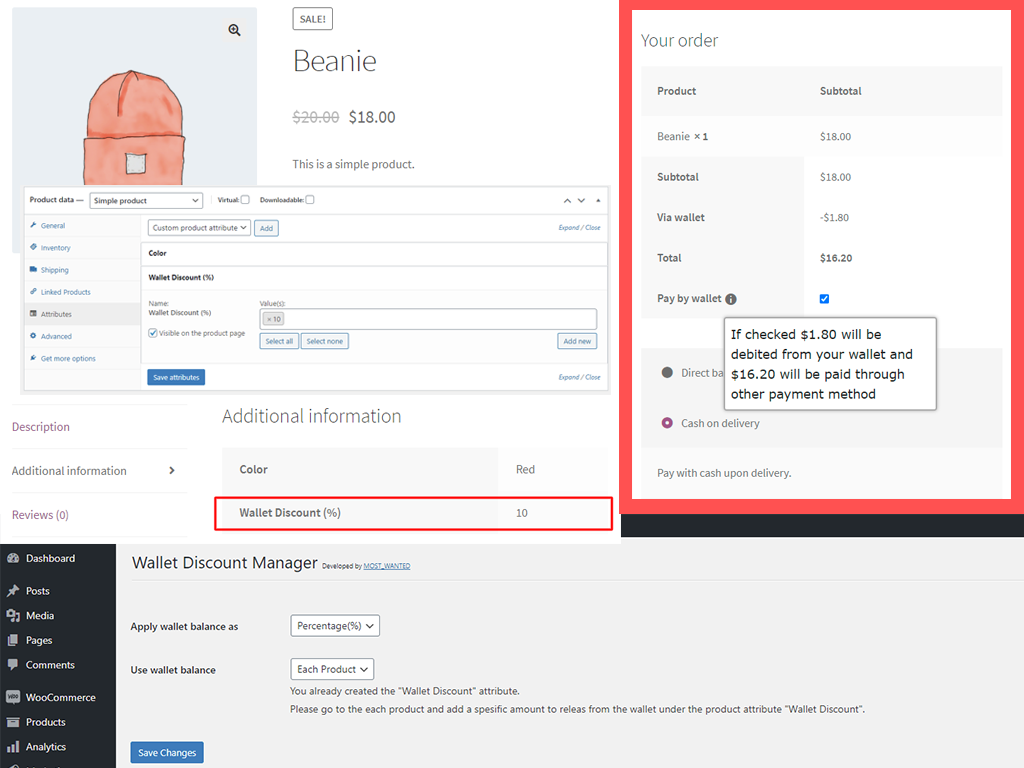 SALE!
Beanie
$20.00 $18.00
This is a simple product.
Product data — Simple product Virtual: Downloadable:
General
Inventory
Shipping
Linked Products
Attributes
Advanced
Get more options
Custom product attribute Add Expand / Close
Color
Wallet Discount (%)
Name:
Wallet Discount (%)
Visible on the product page
Value(s):
× 10
Select all Select none Add new
Save attributes Expand / Close
Description
Additional information
Reviews (0)
Additional information
Color Red
Wallet Discount (%) 10
Your order
Product Subtotal
Beanie × 1 $18.00
Subtotal $18.00
Via wallet -$1.80
Total $16.20
Pay by wallet
If checked $1.80 will be
debited from your wallet and
$16.20 will be paid through
other payment method
Direct ba
Cash on delivery
Pay with cash upon delivery.
Dashboard
Posts
Media
Pages
Comments
WooCommerce
Products
Analytics
Wallet Discount Manager Developed by MOST_WANTED
Apply wallet balance as Percentage(%)
Use wallet balance Each Product
You already created the "Wallet Discount" attribute.
Please go to the each product and add a spesific amount to releas from the wallet under the product attribute "Wallet Discount".
Save Changes